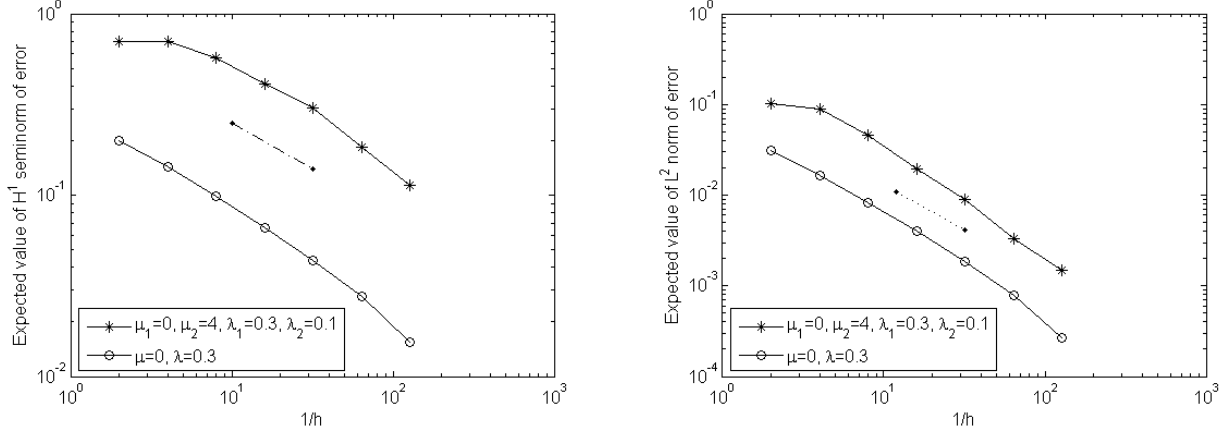 10^0
10^-1
10^-2
10^0
10^1
10^2
10^3
1/h
Expected value of H^1 seminorm of error
μ_1=0, μ_2=4, λ_1=0.3, λ_2=0.1
μ=0, λ=0.3
10^0
10^-1
10^-2
10^-3
10^-4
10^0
10^1
10^2
10^3
1/h
Expected value of L^2 norm of error
μ_1=0, μ_2=4, λ_1=0.3, λ_2=0.1
μ=0, λ=0.3